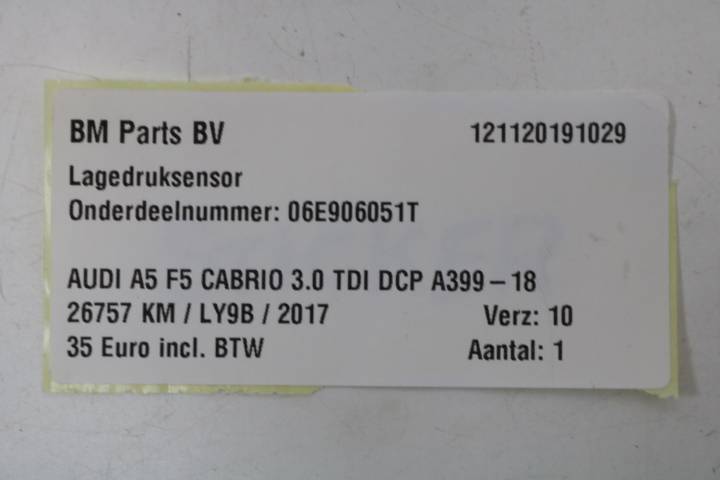 BM Parts BV 121120191029
Lagedruksensor
Onderdeelnummer: 06E906051T
AUDI A5 F5 CABRIO 3.0 TDI DCP A399-18
26757 KM / LY9B / 2017 Verz: 10
35 Euro incl. BTW Aantal: 1